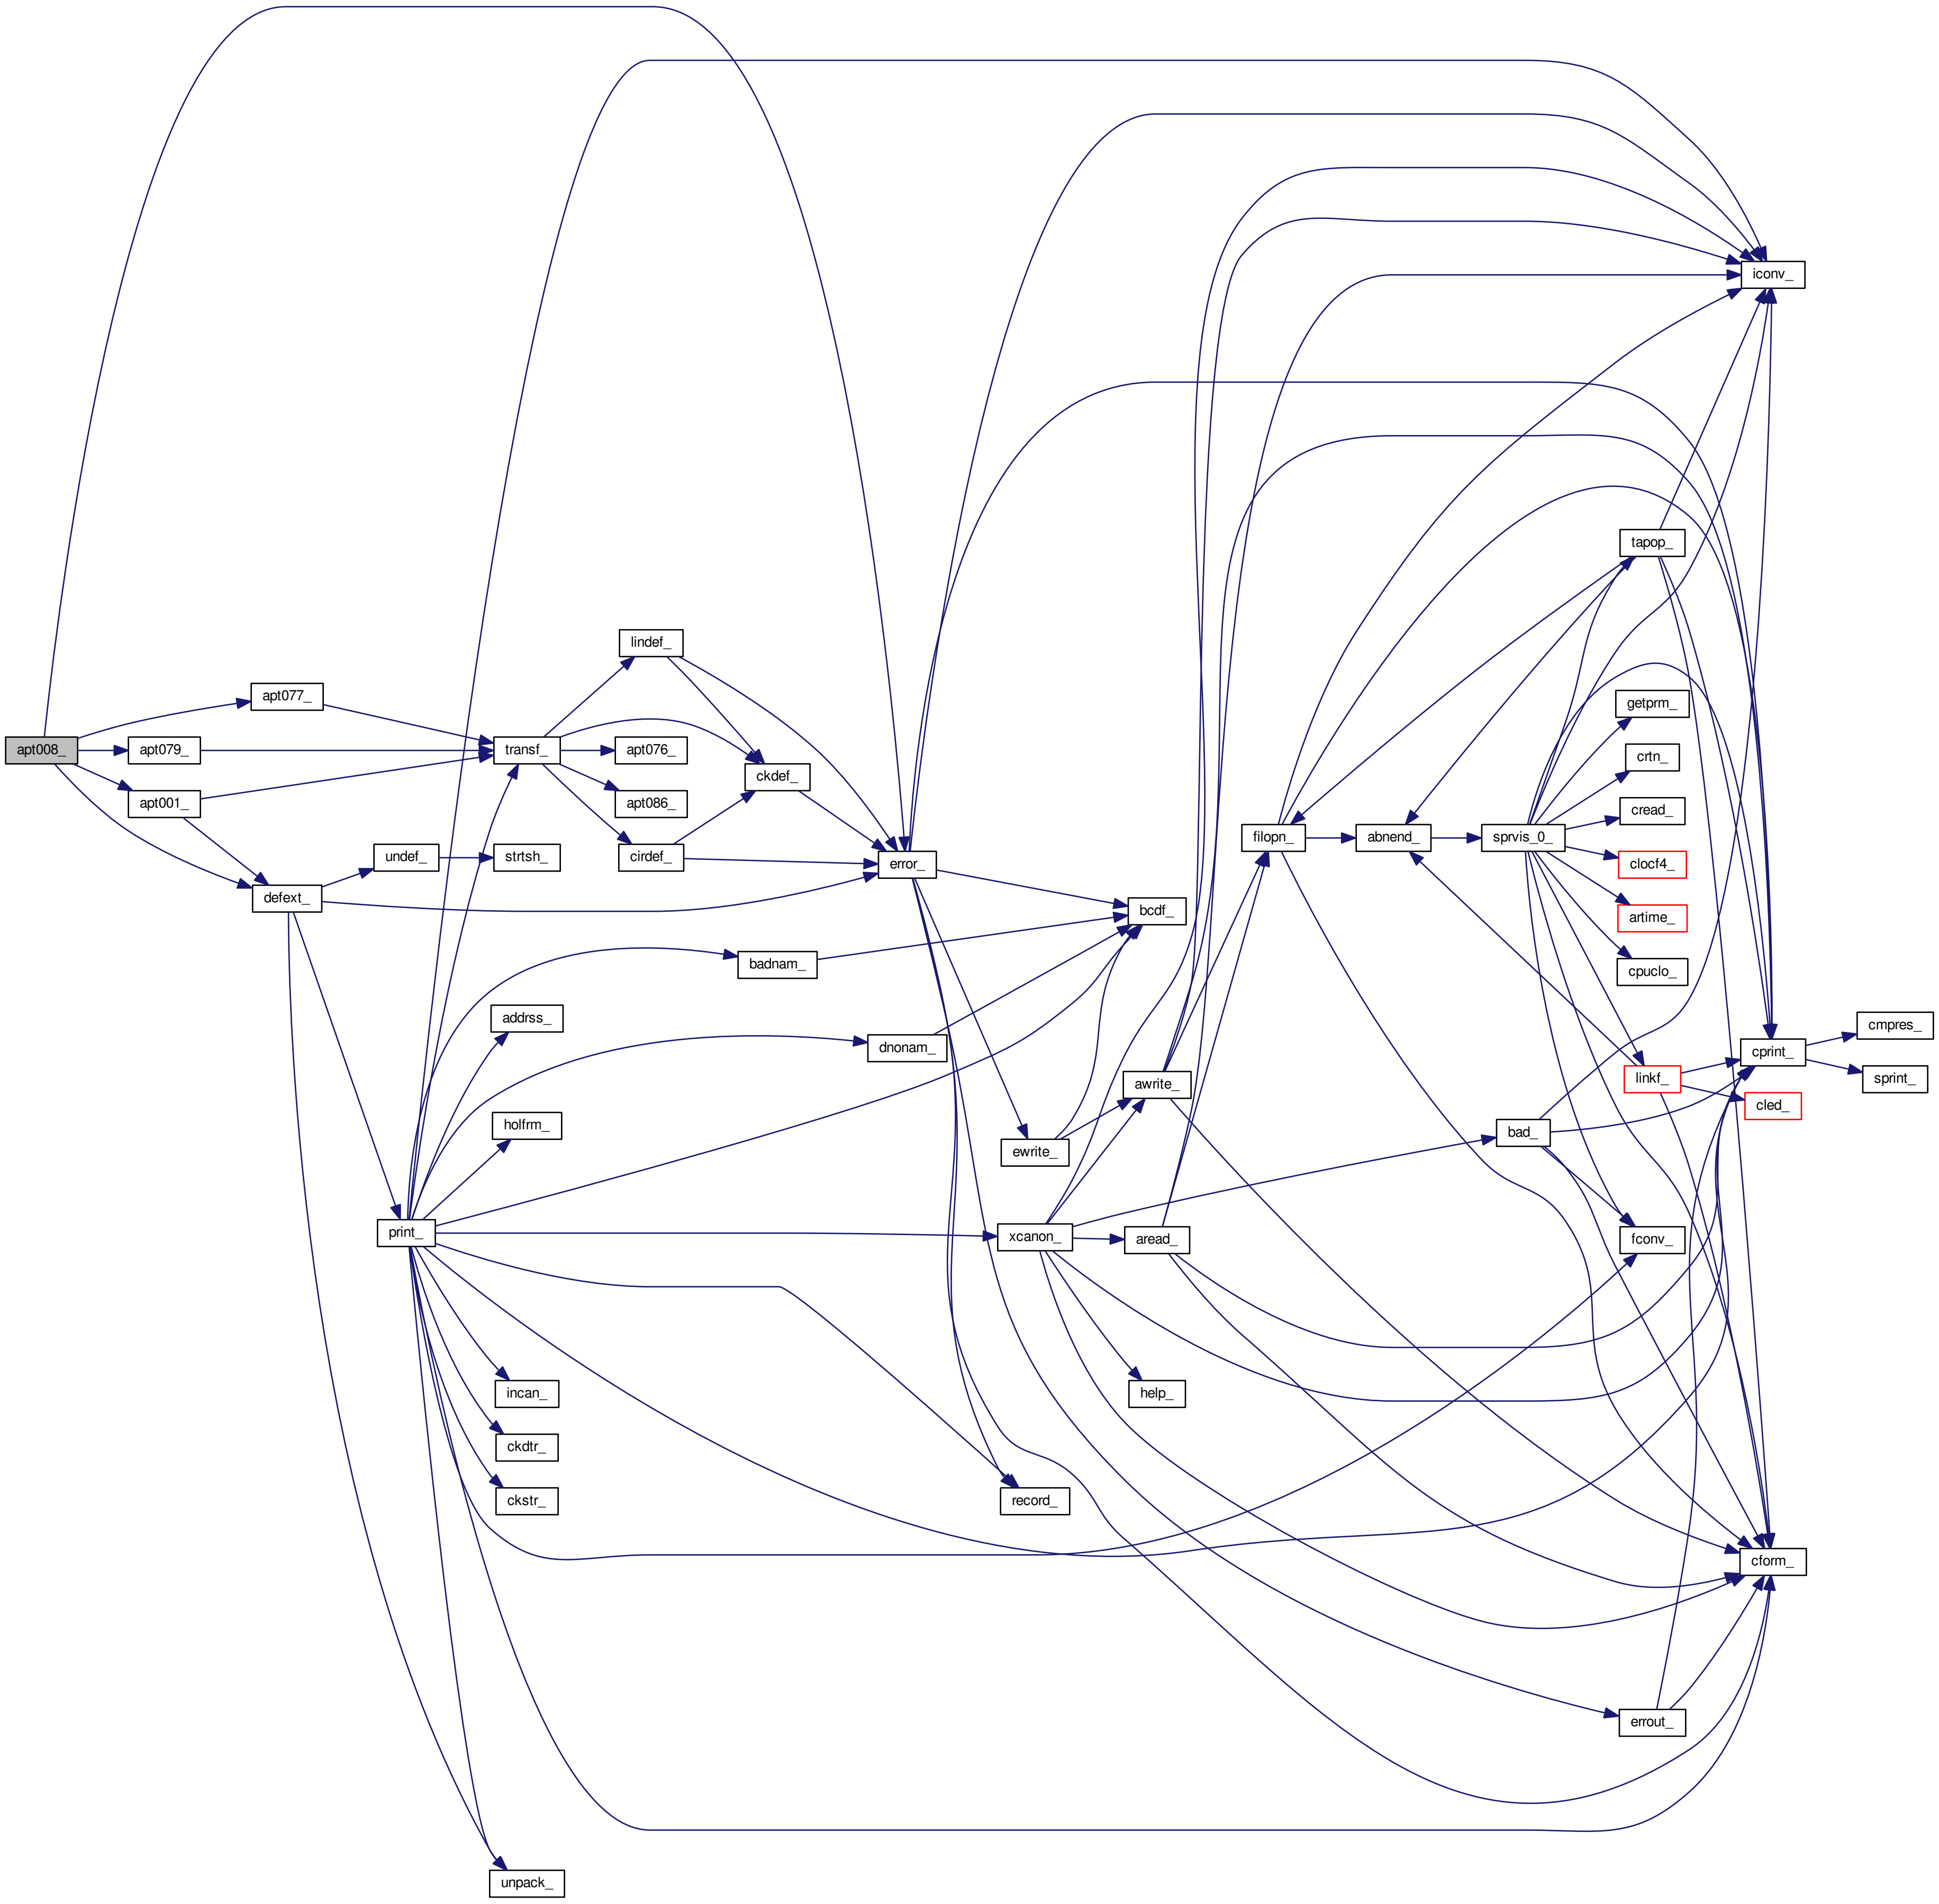 iconv_
tapop_
lindef_
getprm_
apt077_
apt008_
apt079_
transf_
apt076_
crtn_
ckdef_
apt001_
apt086_
cread_
filopn_
abnend_
sprvis_0_
undef_
strtsh_
cirdef_
error_
clocf4_
defext_
bcdf_
artime_
badnam_
cpuclo_
addrss_
cmpres_
dnonam_
cprint_
awrite_
linkf_
sprint_
cled_
holfrm_
bad_
ewrite_
print_
xcanon_
aread_
fconv_
incan_
help_
ckdtr_
ckstr_
record_
cform_
errout_
unpack_